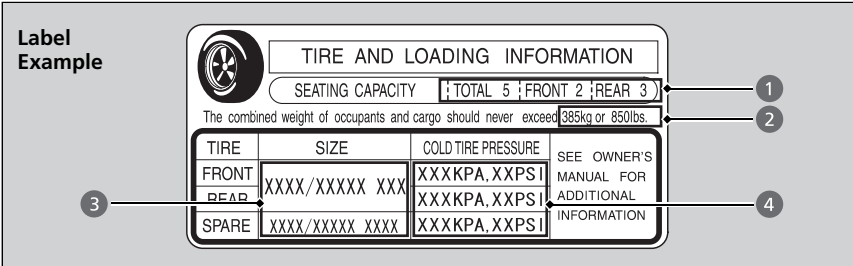 Label
Example
TIRE AND LOADING INFORMATION
SEATING CAPACITY TOTAL 5 FRONT 2 REAR 3
1
The combined weight of occupants and cargo should never exceed 385kg or 850lbs.
2
TIRE SIZE COLD TIRE PRESSURE
SEE OWNER'S
MANUAL FOR
ADDITIONAL
INFORMATION
FRONT XXXX/XXXXX XXX XXXKPA,XXPSI
REAR XXXKPA,XXPSI
SPARE XXXX/XXXXX XXXX XXXKPA,XXPSI
3
4